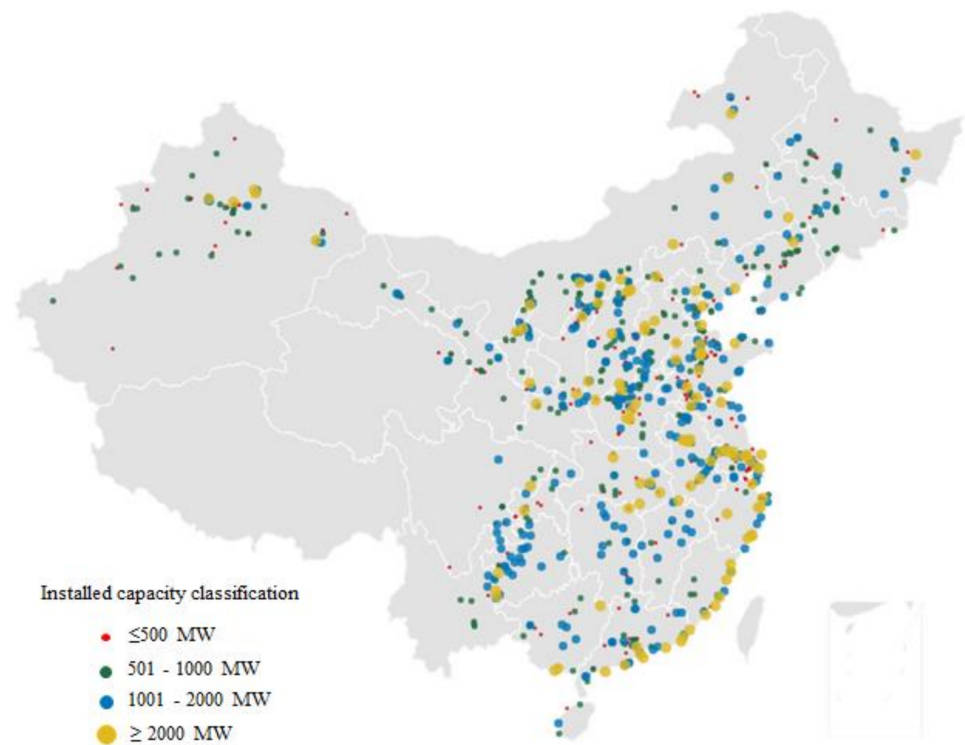 Installed capacity classification
≤500 MW
501 - 1000 MW
1001 - 2000 MW
≥ 2000 MW